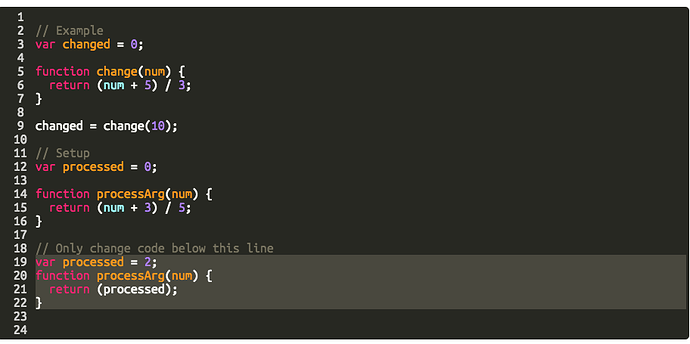 1
2 // Example
3 var changed = 0;
4
5 function change(num) {
6   return (num + 5) / 3;
7 }
8
9 changed = change(10);
10
11 // Setup
12 var processed = 0;
13
14 function processArg(num) {
15   return (num + 3) / 5;
16 }
17
18 // Only change code below this line
19 var processed = 2;
20 function processArg(num) {
21   return (processed);
22 }
23
24